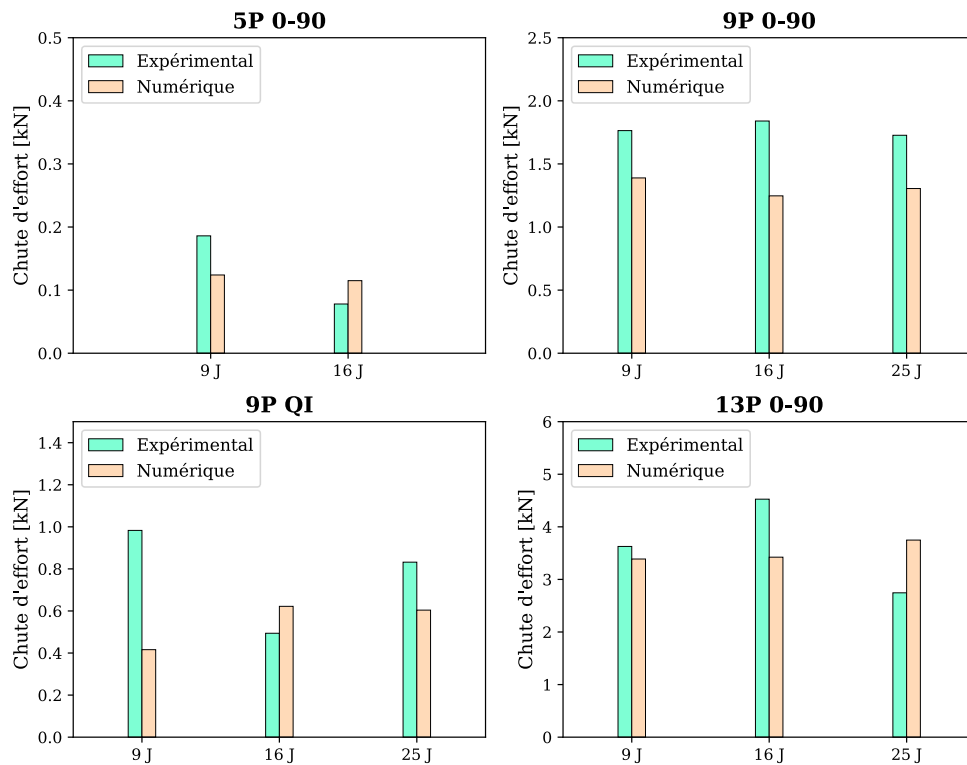 5P 0-90
Chute d'effort [kN]
0.5
0.4
0.3
0.2
0.1
0.0
Expérimental
Numérique
9 J
16 J
9P 0-90
Chute d'effort [kN]
2.5
2.0
1.5
1.0
0.5
0.0
Expérimental
Numérique
9 J
16 J
25 J
9P QI
Chute d'effort [kN]
1.4
1.2
1.0
0.8
0.6
0.4
0.2
0.0
Expérimental
Numérique
9 J
16 J
25 J
13P 0-90
Chute d'effort [kN]
6
5
4
3
2
1
0
Expérimental
Numérique
9 J
16 J
25 J